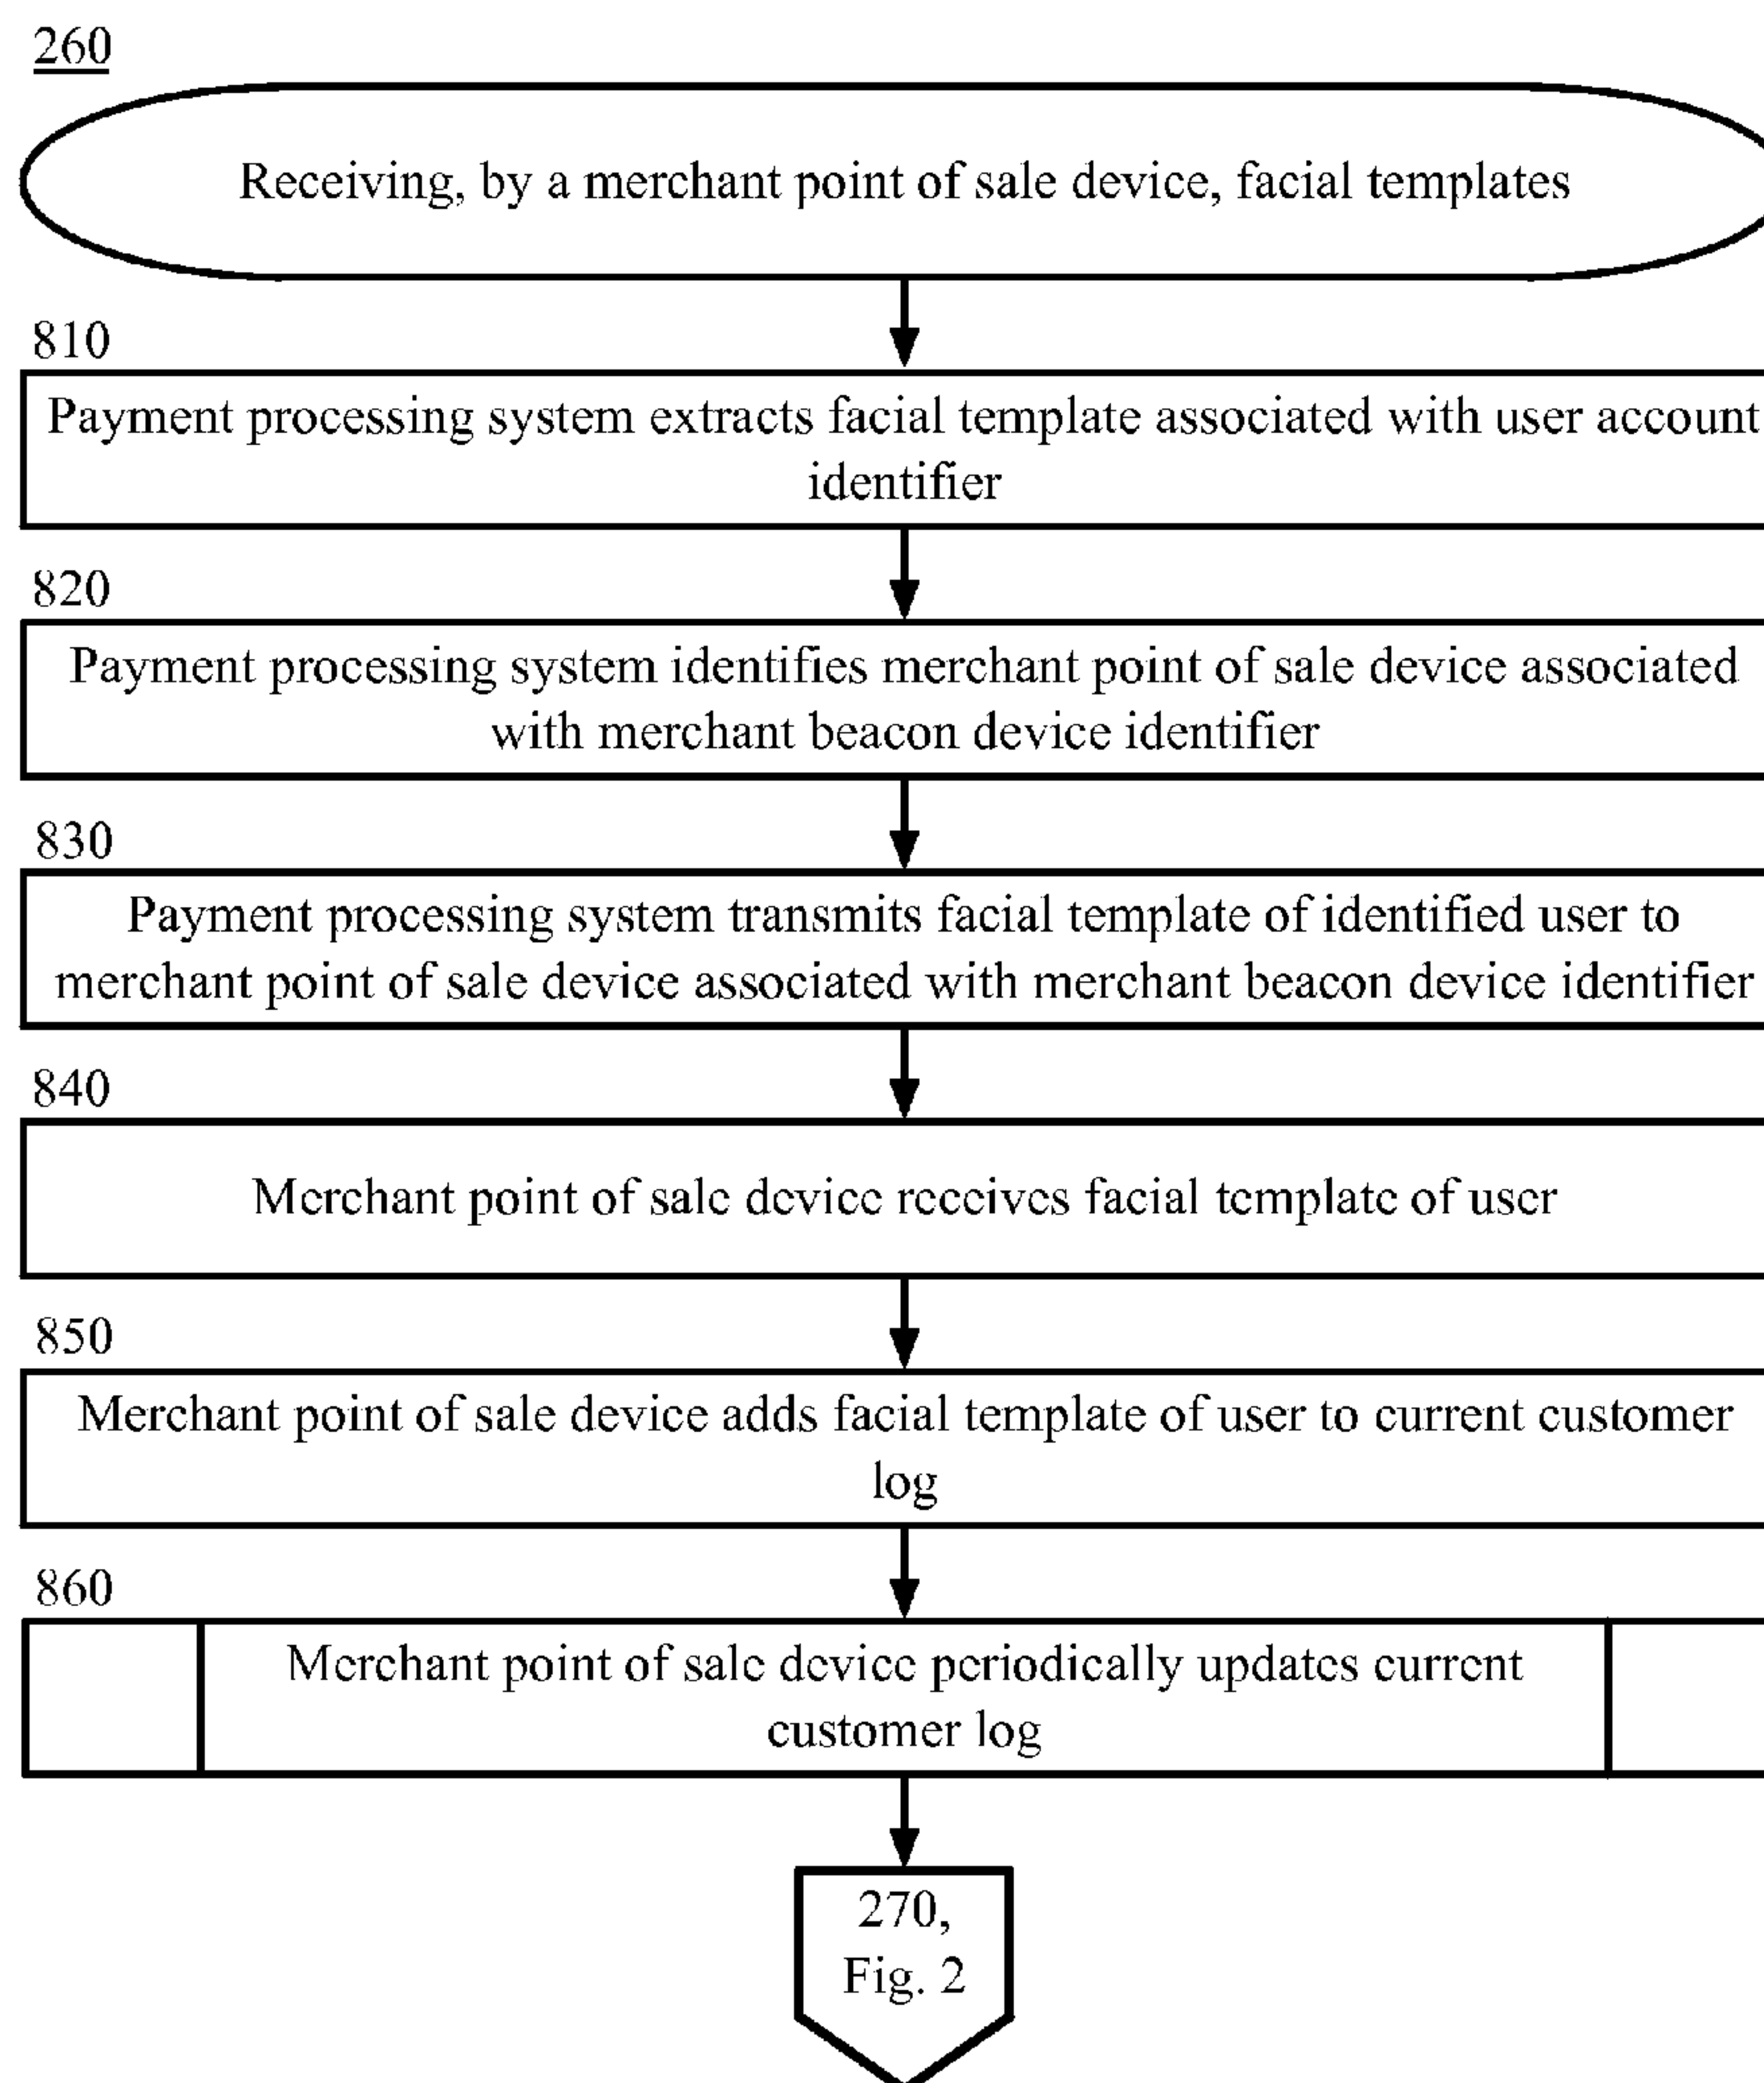 260
Receiving, by a merchant point of sale device, facial templates
810
Payment processing system extracts facial template associated with user account
identifier
820
Payment processing system identifies merchant point of sale device associated
with merchant beacon device identifier
830
Payment processing system transmits facial template of identified user to
merchant point of sale device associated with merchant beacon device identifier
840
Merchant point of sale device receives facial template of user
850
Merchant point of sale device adds facial template of user to current customer
log
860
Merchant point of sale device periodically updates current
customer log
270,
Fig. 2